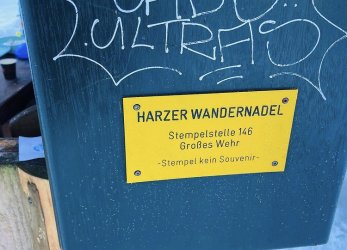 ULTRAS
HARZER WANDERNADEL
Stempelstelle 146
Großes Wehr
-Stempel kein Souvenir-